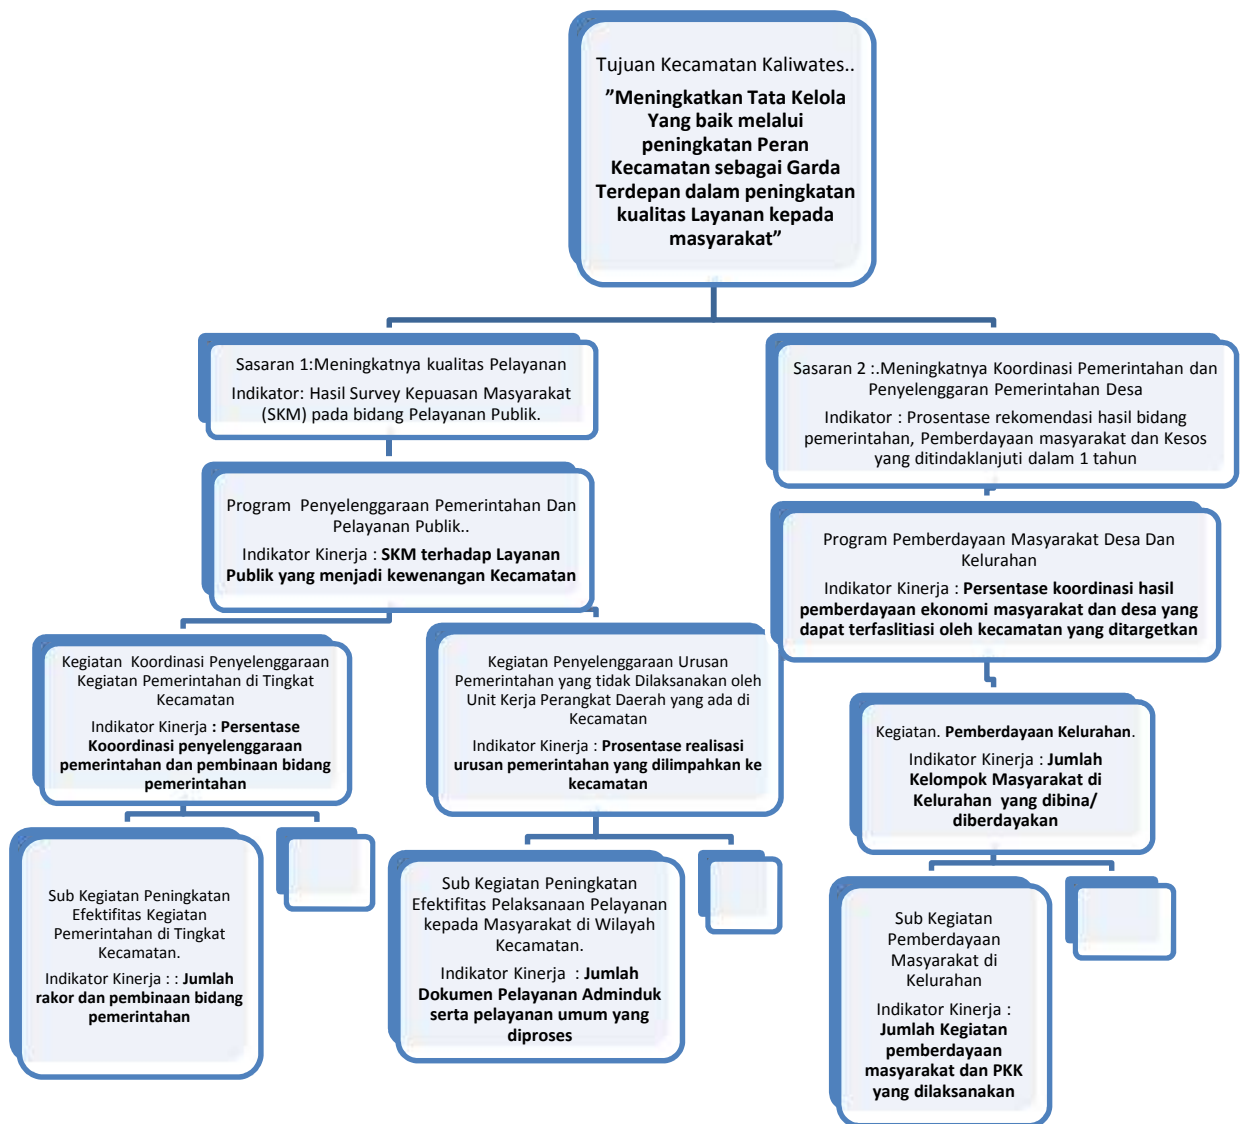 Tujuan Kecamatan Kaliwates..
”Meningkatkan Tata Kelola
Yang baik melalui
peningkatan Peran
Kecamatan sebagai Garda
Terdepan dalam peningkatan
kualitas Layanan kepada
masyarakat”
Sasaran 1:Meningkatnya kualitas Pelayanan
Indikator: Hasil Survey Kepuasan Masyarakat
(SKM) pada bidang Pelayanan Publik.
Sasaran 2 :.Meningkatnya Koordinasi Pemerintahan dan
Penyelenggaran Pemerintahan Desa
Indikator : Prosentase rekomendasi hasil bidang
pemerintahan, Pemberdayaan masyarakat dan Kesos
yang ditindaklanjuti dalam 1 tahun
Program Penyelenggaraan Pemerintahan Dan
Pelayanan Publik..
Indikator Kinerja : SKM terhadap Layanan
Publik yang menjadi kewenangan Kecamatan
Program Pemberdayaan Masyarakat Desa Dan
Kelurahan
Indikator Kinerja : Persentase koordinasi hasil
pemberdayaan ekonomi masyarakat dan desa yang
dapat terfaslitiasi oleh kecamatan yang ditargetkan
Kegiatan Koordinasi Penyelenggaraan
Kegiatan Pemerintahan di Tingkat
Kecamatan
Indikator Kinerja : Persentase
Kooordinasi penyelenggaraan
pemerintahan dan pembinaan bidang
pemerintahan
Kegiatan Penyelenggaraan Urusan
Pemerintahan yang tidak Dilaksanakan oleh
Unit Kerja Perangkat Daerah yang ada di
Kecamatan
Indikator Kinerja : Prosentase realisasi
urusan pemerintahan yang dilimpahkan ke
kecamatan
Kegiatan. Pemberdayaan Kelurahan.
Indikator Kinerja : Jumlah
Kelompok Masyarakat di
Kelurahan yang dibina/
diberdayakan
Sub Kegiatan Peningkatan
Efektifitas Kegiatan
Pemerintahan di Tingkat
Kecamatan.
Indikator Kinerja : : Jumlah
rakor dan pembinaan bidang
pemerintahan
Sub Kegiatan Peningkatan
Efektifitas Pelaksanaan Pelayanan
kepada Masyarakat di Wilayah
Kecamatan.
Indikator Kinerja : Jumlah
Dokumen Pelayanan Adminduk
serta pelayanan umum yang
diproses
Sub Kegiatan
Pemberdayaan
Masyarakat di
Kelurahan
Indikator Kinerja :
Jumlah Kegiatan
pemberdayaan
masyarakat dan PKK
yang dilaksanakan